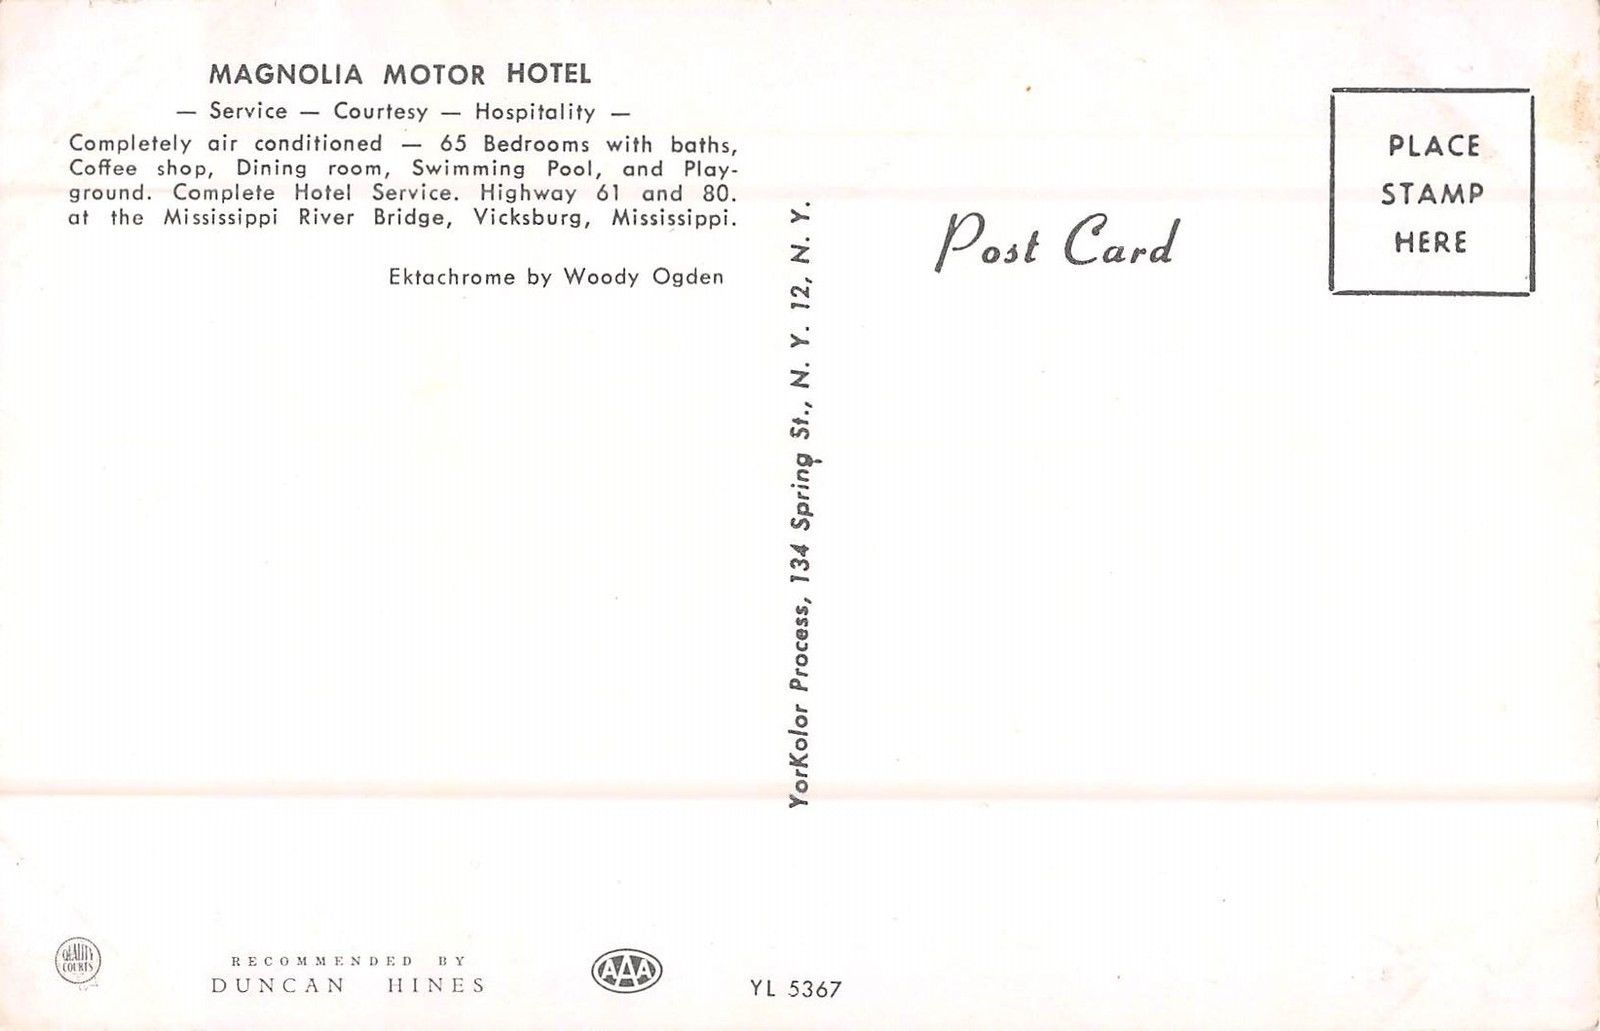 MAGNOLIA MOTOR HOTEL
— Service — Courtesy — Hospitality —
Completely air conditioned — 65 Bedrooms with baths,
Coffee shop, Dining room, Swimming Pool, and Play-
ground. Complete Hotel Service. Highway 61 and 80.
at the Mississippi River Bridge, Vicksburg, Mississippi.
Ektachrome by Woody Ogden
YorKolor Process, 134 Spring St., N. Y. 12, N. Y.
Post Card
PLACE
STAMP
HERE
QUALITY
COURTS
RECOMMENDED BY
DUNCAN HINES
AAA
YL 5367